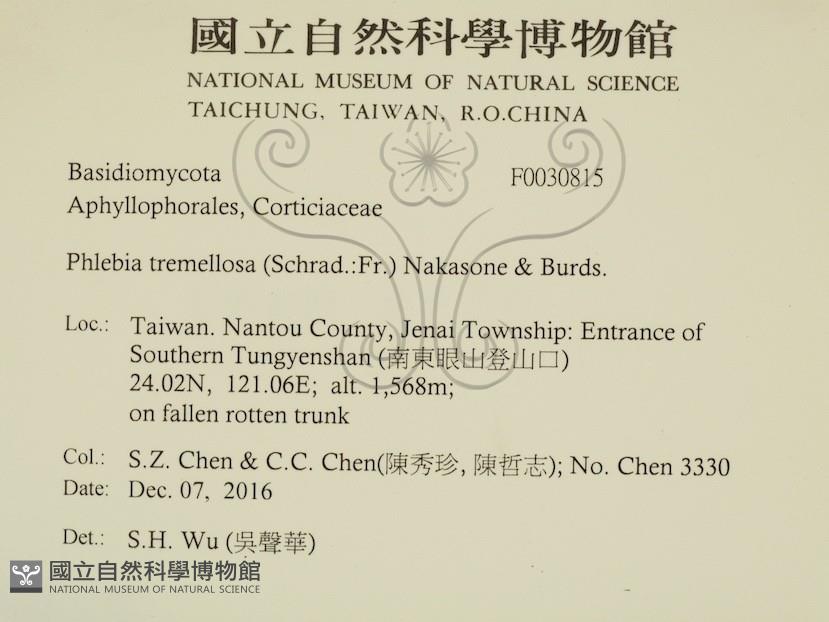 國立自然科學博物館
NATIONAL MUSEUM OF NATURAL SCIENCE
TAICHUNG, TAIWAN, R.O.CHINA
Basidiomycota F0030815
Aphyllophorales, Corticiaceae
Phlebia tremellosa (Schrad.:Fr.) Nakasone & Burds.
Loc.: Taiwan. Nantou County, Jenai Township: Entrance of
Southern Tungyenshan (南東眼山登山口)
24.02N, 121.06E; alt. 1,568m;
on fallen rotten trunk
Col.: S.Z. Chen & C.C. Chen(陳秀珍, 陳哲志); No. Chen 3330
Date: Dec. 07, 2016
Det.: S.H. Wu (吳聲華)
國立自然科學博物館
NATIONAL MUSEUM OF NATURAL SCIENCE